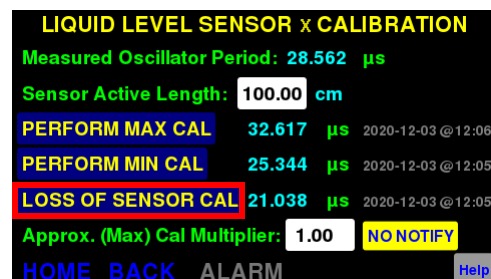 LIQUID LEVEL SENSOR x CALIBRATION
Measured Oscillator Period: 28.562 µs
Sensor Active Length: 100.00 cm
PERFORM MAX CAL 32.617 µs 2020-12-03 @12:06
PERFORM MIN CAL 25.344 µs 2020-12-03 @12:05
LOSS OF SENSOR CAL 21.038 µs 2020-12-03 @12:05
Approx. (Max) Cal Multiplier: 1.00 NO NOTIFY
HOME BACK ALARM Help